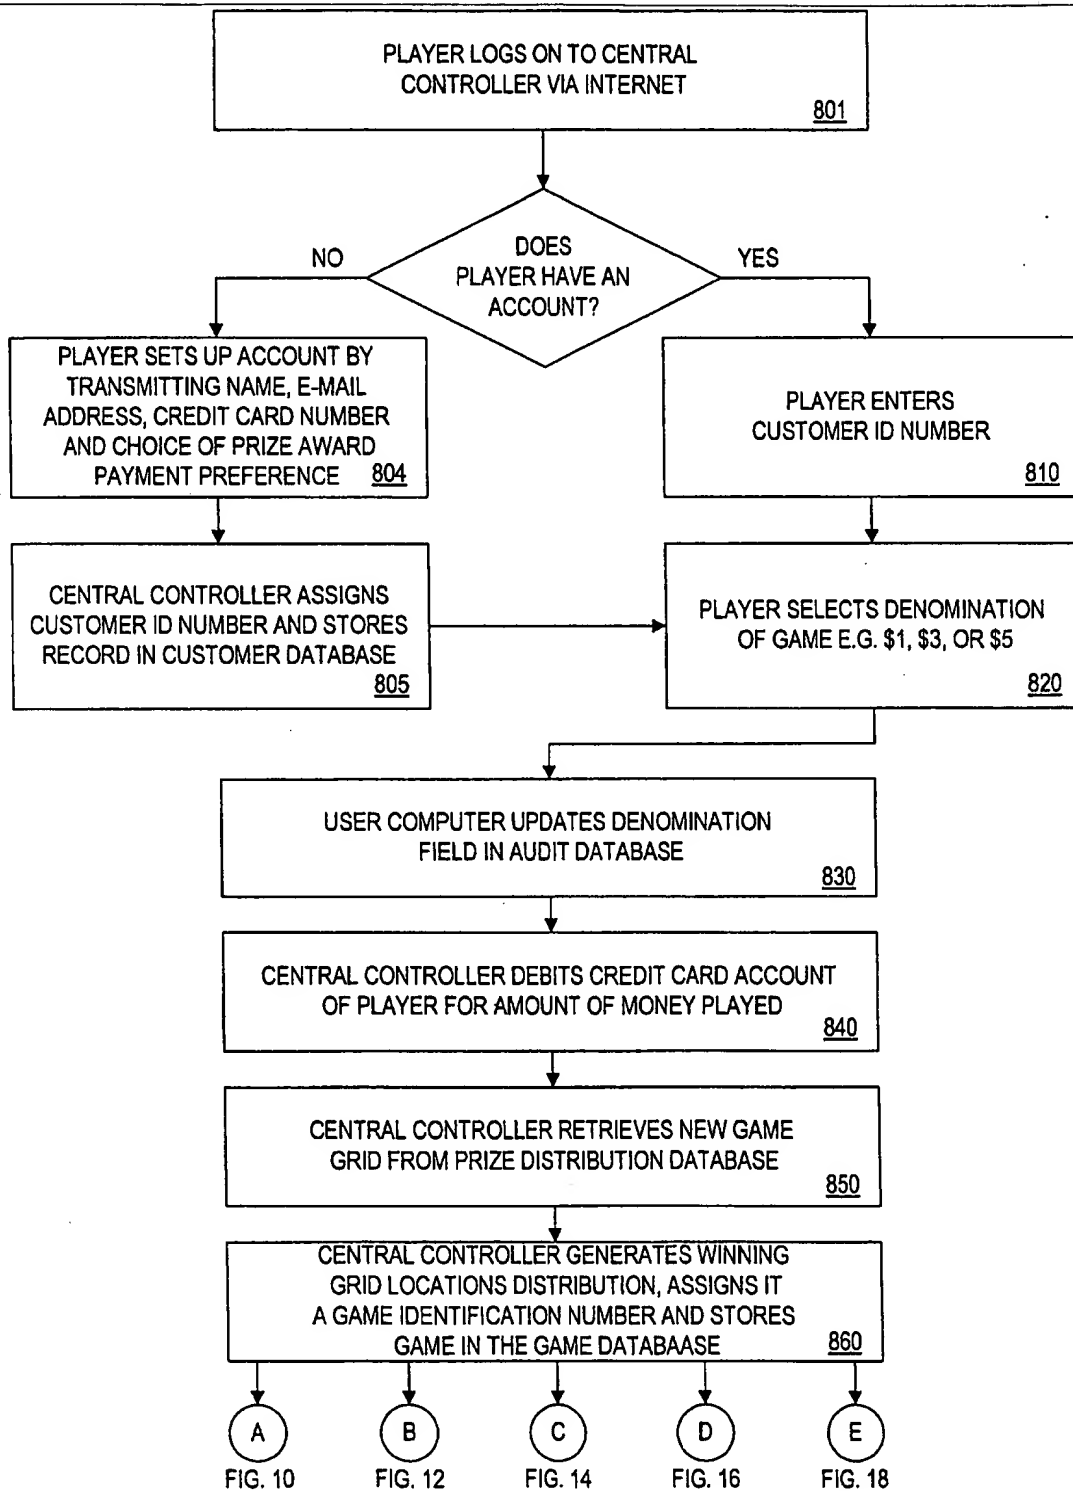 PLAYER LOGS ON TO CENTRAL
CONTROLLER VIA INTERNET
801
DOES
PLAYER HAVE AN
ACCOUNT?
NO
YES
PLAYER SETS UP ACCOUNT BY
TRANSMITTING NAME, E-MAIL
ADDRESS, CREDIT CARD NUMBER
AND CHOICE OF PRIZE AWARD
PAYMENT PREFERENCE 804
PLAYER ENTERS
CUSTOMER ID NUMBER
810
CENTRAL CONTROLLER ASSIGNS
CUSTOMER ID NUMBER AND STORES
RECORD IN CUSTOMER DATABASE
805
PLAYER SELECTS DENOMINATION
OF GAME E.G. $1, $3, OR $5
820
USER COMPUTER UPDATES DENOMINATION
FIELD IN AUDIT DATABASE
830
CENTRAL CONTROLLER DEBITS CREDIT CARD ACCOUNT
OF PLAYER FOR AMOUNT OF MONEY PLAYED
840
CENTRAL CONTROLLER RETRIEVES NEW GAME
GRID FROM PRIZE DISTRIBUTION DATABASE
850
CENTRAL CONTROLLER GENERATES WINNING
GRID LOCATIONS DISTRIBUTION, ASSIGNS IT
A GAME IDENTIFICATION NUMBER AND STORES
GAME IN THE GAME DATABAASE 860
A B C D E
FIG. 10 FIG. 12 FIG. 14 FIG. 16 FIG. 18